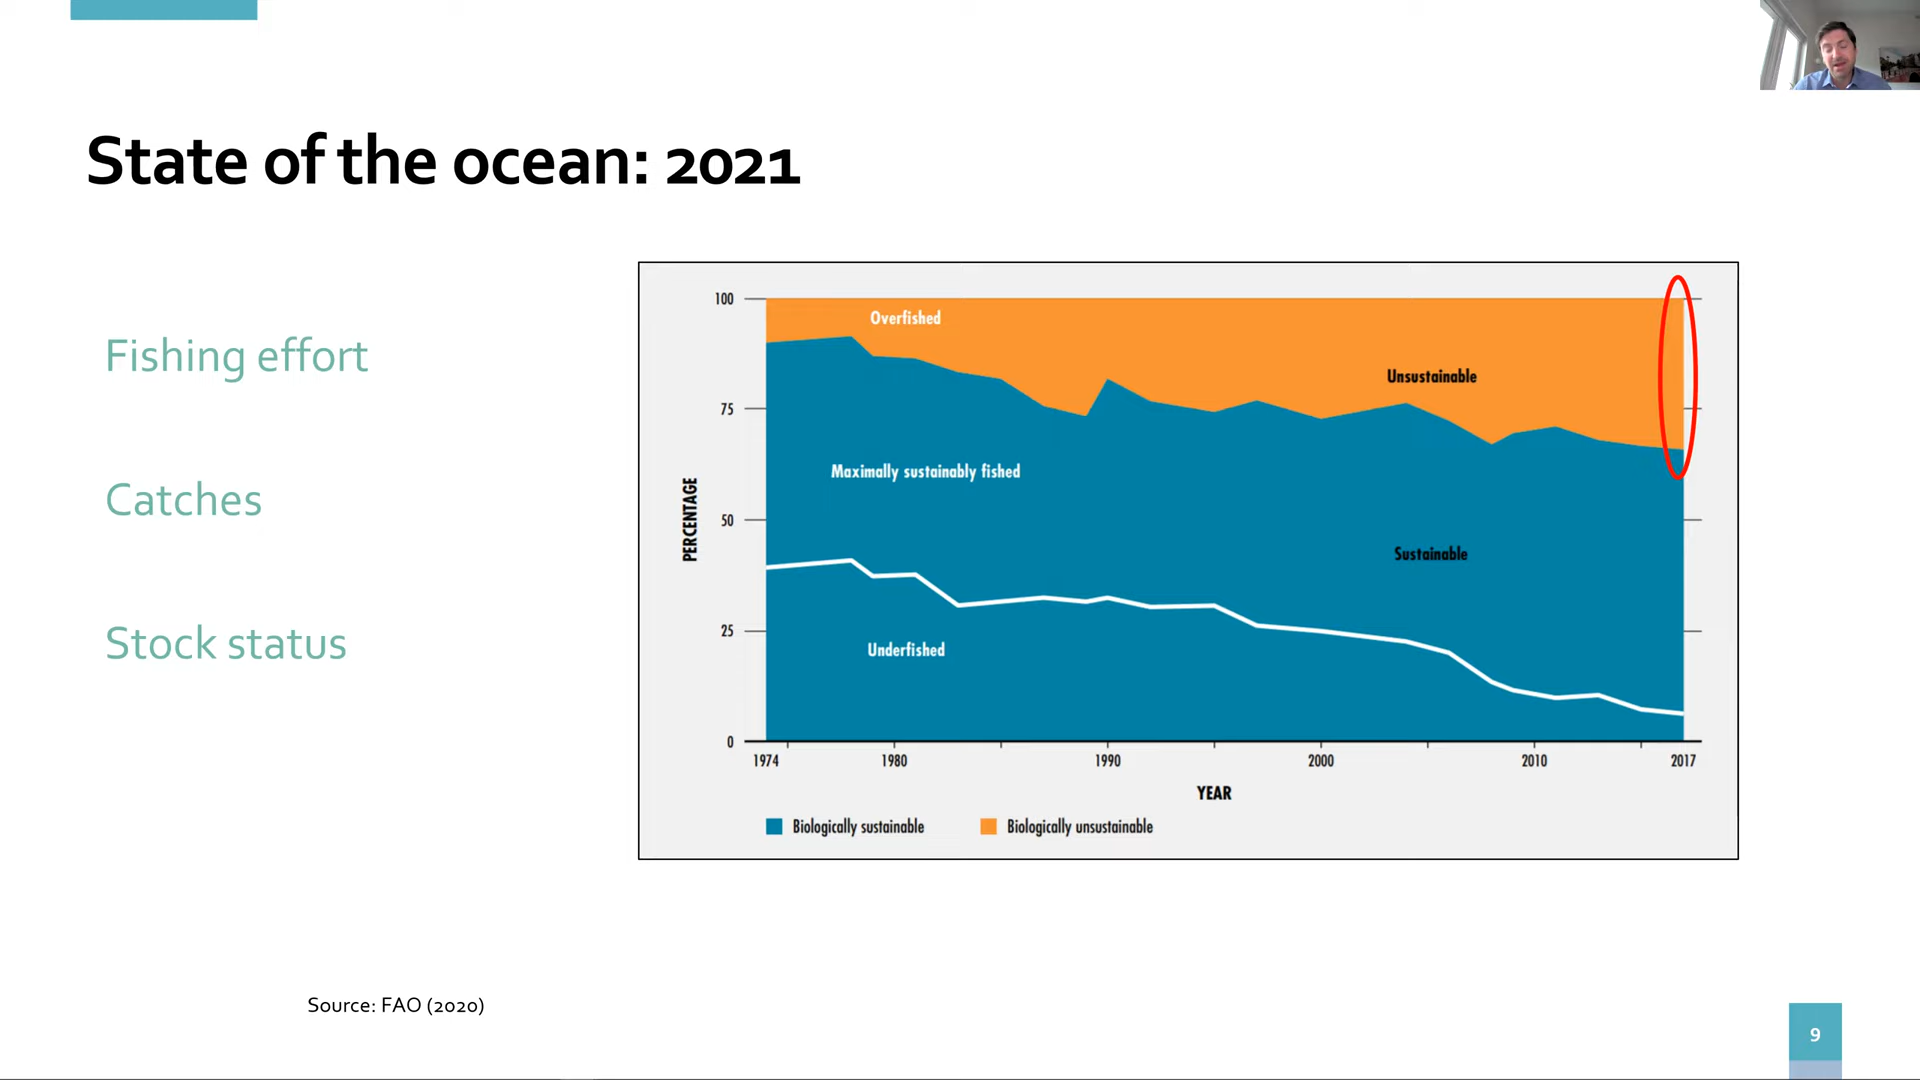 State of the ocean: 2021
Fishing effort
Catches
Stock status
100
75
50
25
0
PERCENTAGE
Overfished
Unsustainable
Maximally sustainably fished
Sustainable
Underfished
1974 1980 1990 2000 2010 2017
YEAR
Biologically sustainable Biologically unsustainable
Source: FAO (2020)
9